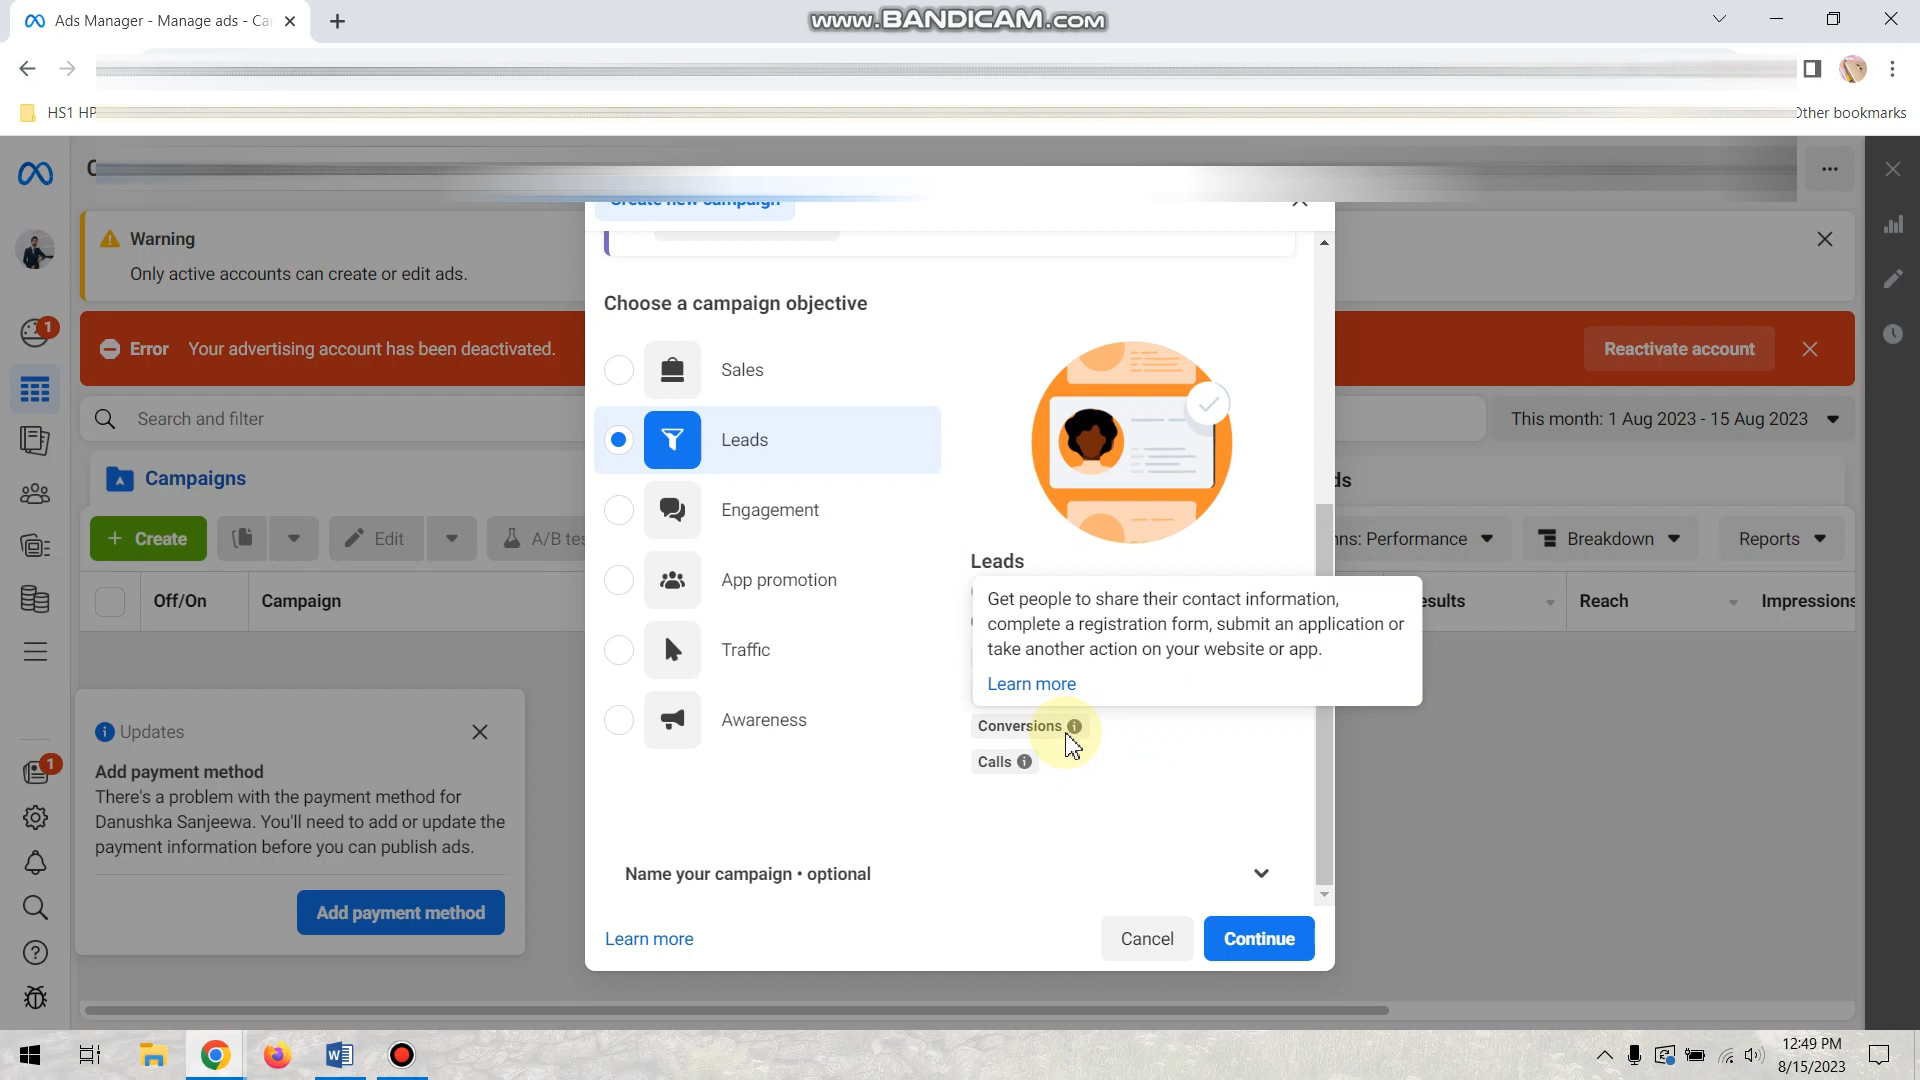 Ads Manager - Manage ads - Ca
www.BANDICAM.com
HS1 HP
Other bookmarks
Create new campaign
Warning
Only active accounts can create or edit ads.
Error Your advertising account has been deactivated.
Reactivate account
1
Search and filter
This month: 1 Aug 2023 - 15 Aug 2023
Campaigns
ds
+ Create
Edit
A/B tes
ns: Performance
Breakdown
Reports
Off/On
Campaign
esults
Reach
Impressions
Choose a campaign objective
Sales
Leads
Engagement
App promotion
Traffic
Awareness
Leads
Get people to share their contact information,
complete a registration form, submit an application or
take another action on your website or app.
Learn more
Conversions
Calls
Name your campaign • optional
Learn more
Cancel
Continue
Updates
Add payment method
There's a problem with the payment method for
Danushka Sanjeewa. You'll need to add or update the
payment information before you can publish ads.
Add payment method
1
12:49 PM
8/15/2023